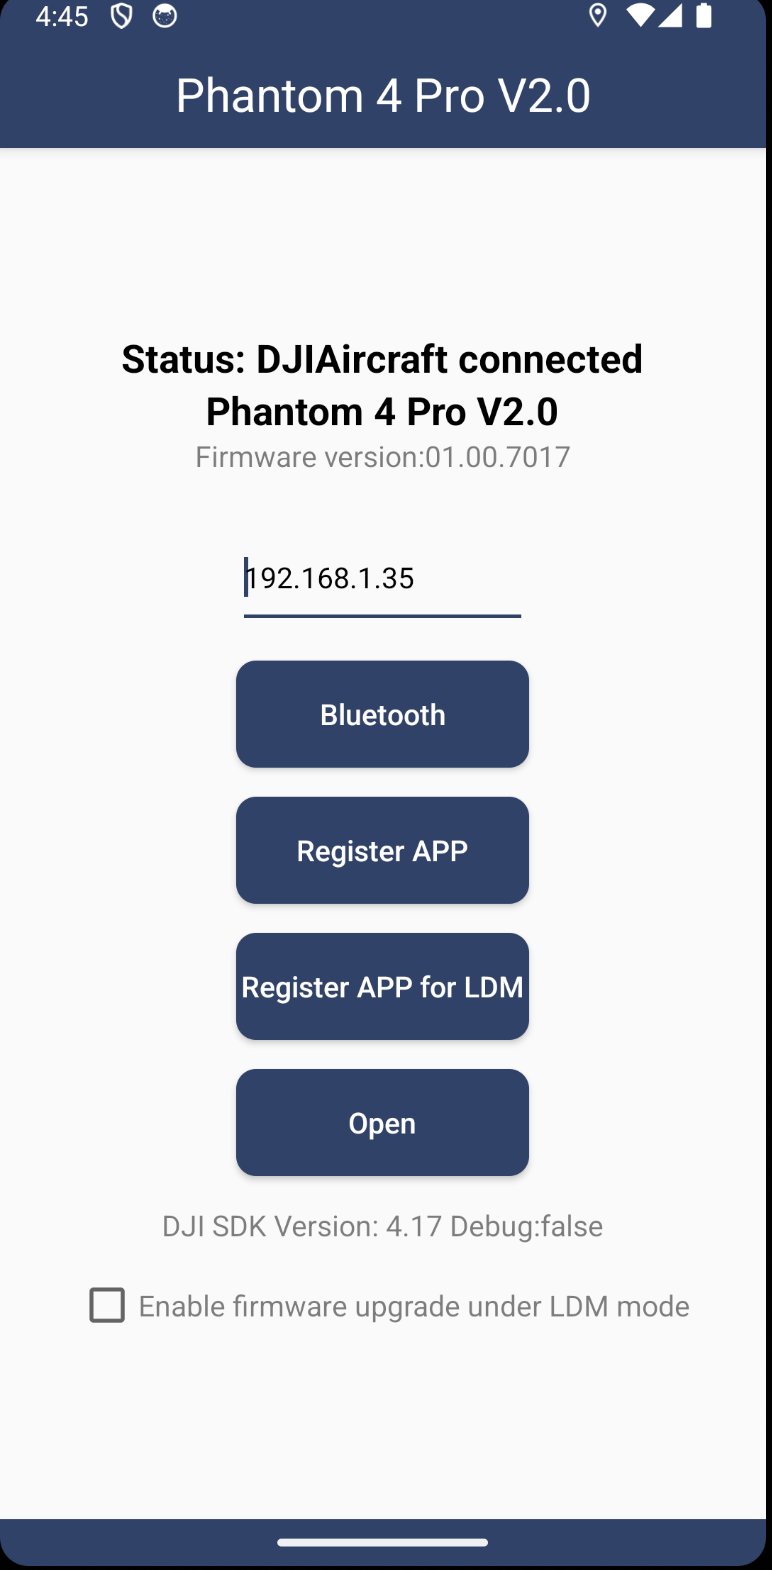 4:45
Phantom 4 Pro V2.0
Status: DJIAircraft connected
Phantom 4 Pro V2.0
Firmware version:01.00.7017
192.168.1.35
Bluetooth
Register APP
Register APP for LDM
Open
DJI SDK Version: 4.17 Debug:false
Enable firmware upgrade under LDM mode